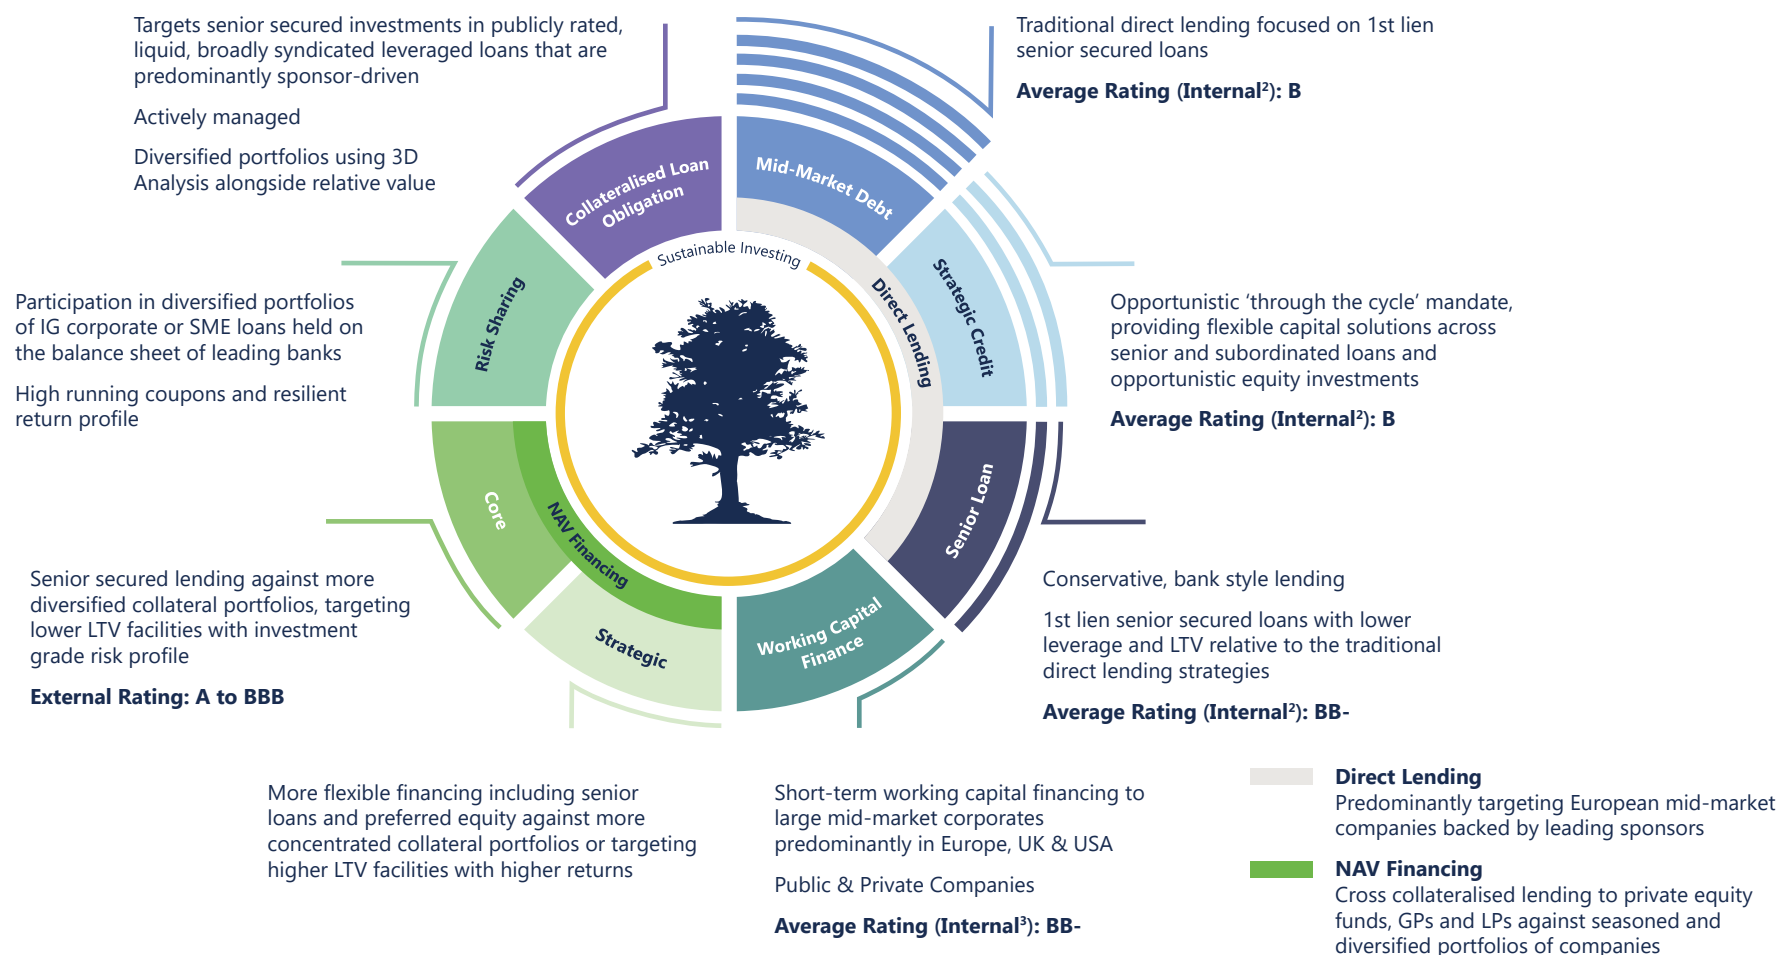 Targets senior secured investments in publicly rated,
liquid, broadly syndicated leveraged loans that are
predominantly sponsor-driven
Actively managed
Diversified portfolios using 3D
Analysis alongside relative value
Traditional direct lending focused on 1st lien
senior secured loans
Average Rating (Internal²): B
Collateralised Loan
Obligation
Mid-Market Debt
Sustainable Investing
Risk Sharing
Direct Lending
Strategic Credit
Participation in diversified portfolios
of IG corporate or SME loans held on
the balance sheet of leading banks
High running coupons and resilient
return profile
Opportunistic ‘through the cycle’ mandate,
providing flexible capital solutions across
senior and subordinated loans and
opportunistic equity investments
Average Rating (Internal²): B
Core
NAV Financing
Senior Loan
Strategic
Working Capital
Finance
Senior secured lending against more
diversified collateral portfolios, targeting
lower LTV facilities with investment
grade risk profile
External Rating: A to BBB
Conservative, bank style lending
1st lien senior secured loans with lower
leverage and LTV relative to the traditional
direct lending strategies
Average Rating (Internal²): BB-
More flexible financing including senior
loans and preferred equity against more
concentrated collateral portfolios or targeting
higher LTV facilities with higher returns
Short-term working capital financing to
large mid-market corporates
predominantly in Europe, UK & USA
Public & Private Companies
Average Rating (Internal³): BB-
Direct Lending
Predominantly targeting European mid-market
companies backed by leading sponsors
NAV Financing
Cross collateralised lending to private equity
funds, GPs and LPs against seasoned and
diversified portfolios of companies